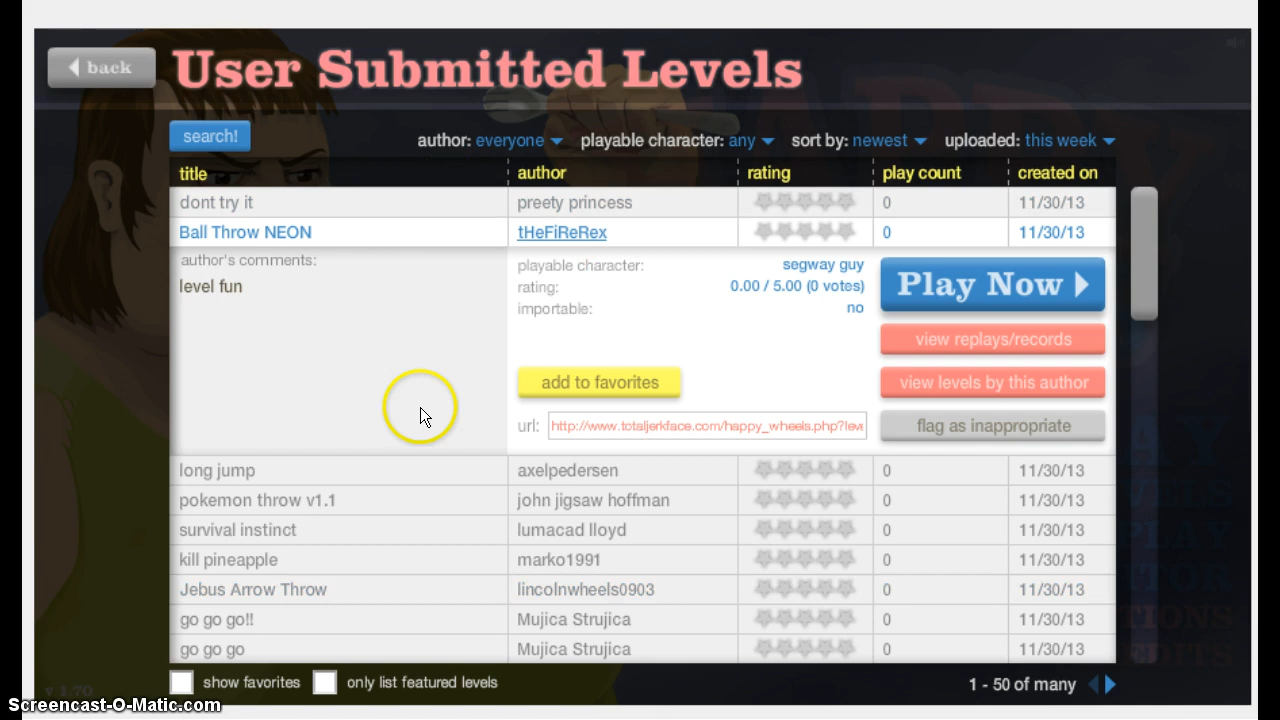 back
User Submitted Levels
search!
author: everyone playable character: any sort by: newest uploaded: this week
title author rating play count created on
dont try it preety princess 0 11/30/13
Ball Throw NEON tHeFiReRex 0 11/30/13
author's comments:
level fun
playable character: segway guy
rating: 0.00 / 5.00 (0 votes)
importable: no
Play Now
view replays/records
add to favorites
view levels by this author
url: http://www.totaljerkface.com/happy_wheels.php?lev
flag as inappropriate
long jump axelpedersen 0 11/30/13
pokemon throw v1.1 john jigsaw hoffman 0 11/30/13
survival instinct lumacad lloyd 0 11/30/13
kill pineapple marko1991 0 11/30/13
Jebus Arrow Throw lincolnwheels0903 0 11/30/13
go go go!! Mujica Strujica 0 11/30/13
go go go Mujica Strujica 0 11/30/13
show favorites only list featured levels
1 - 50 of many
v 1.70
Screencast-O-Matic.com